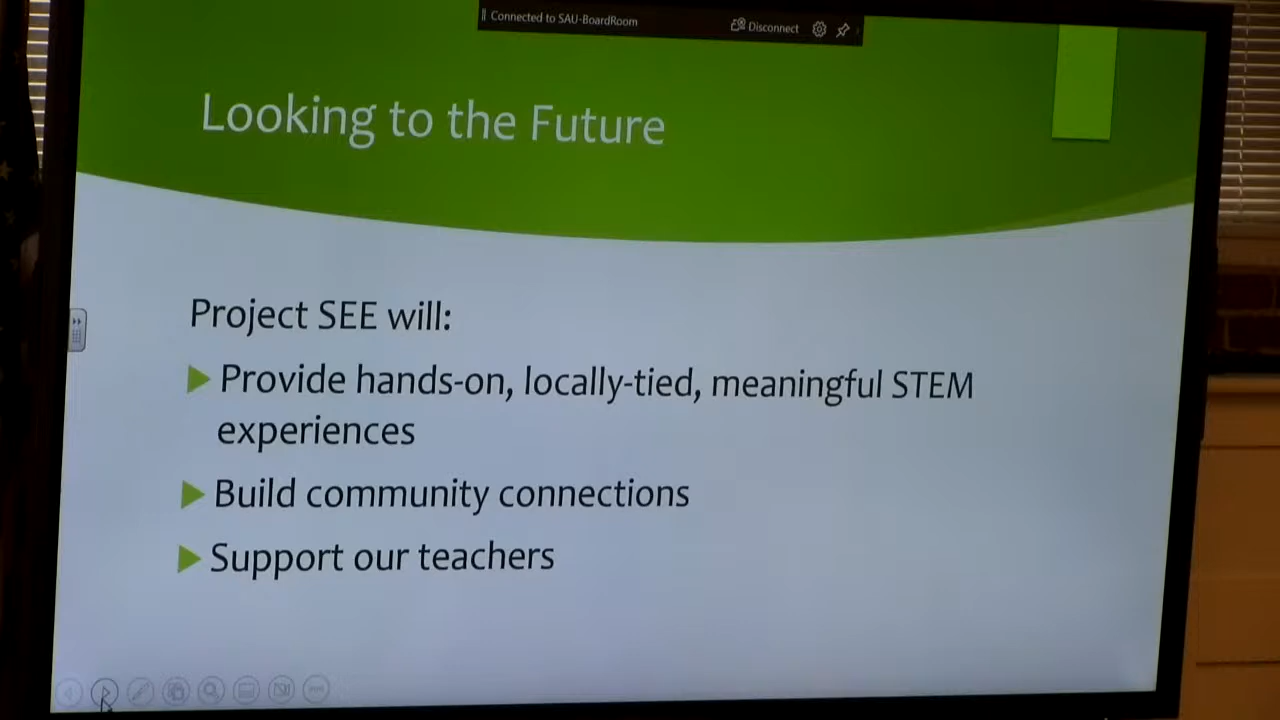 Connected to SAU-BoardRoom
Disconnect
Looking to the Future
Project SEE will:
Provide hands-on, locally-tied, meaningful STEM
experiences
Build community connections
Support our teachers